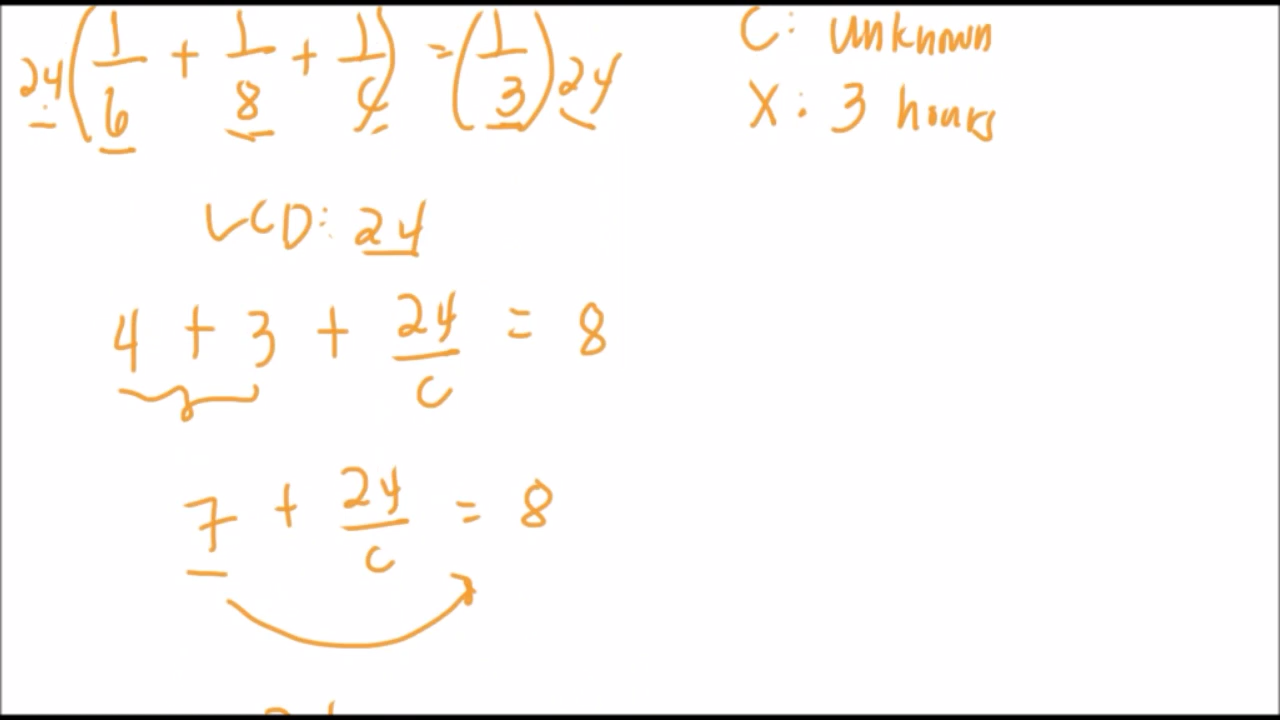 24(1/6 + 1/8 + 1/C) = (1/3)24
C: Unknown
X: 3 hours
LCD: 24
4 + 3 + 24/C = 8
7 + 24/C = 8